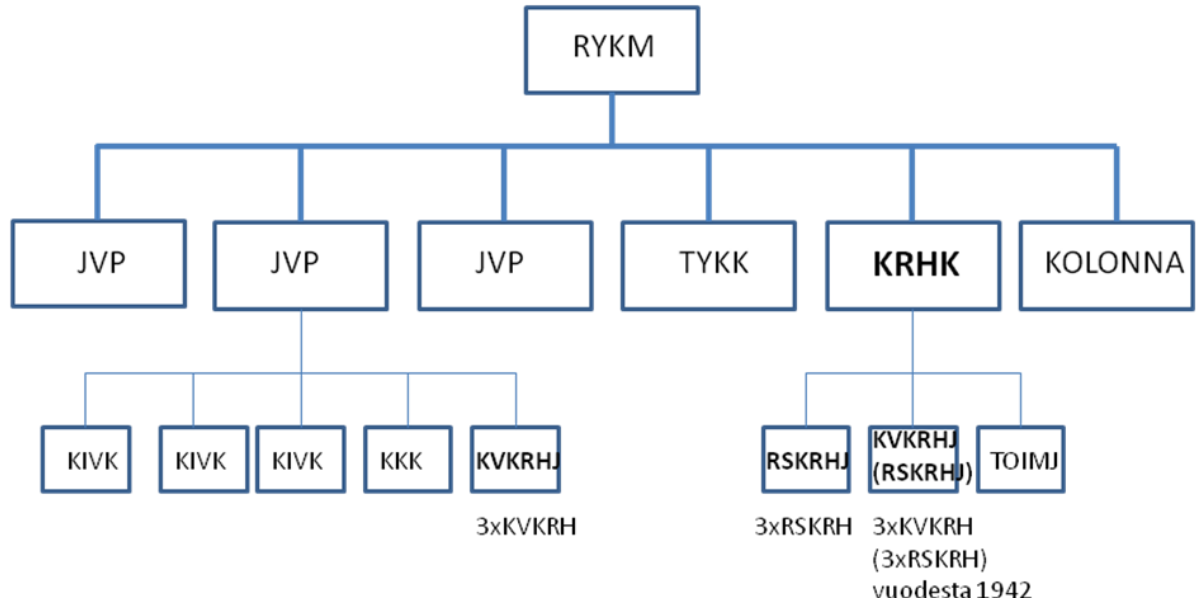 RYKM
JVP
JVP
JVP
TYKK
KRHK
KOLONNA
KIVK
KIVK
KIVK
KKK
KVKRHJ
RSKRHJ
KVKRHJ
(RSKRHJ)
TOIMJ
3xKVKRH
3xRSKRH
3xKVKRH
(3xRSKRH)
vuodesta 1942